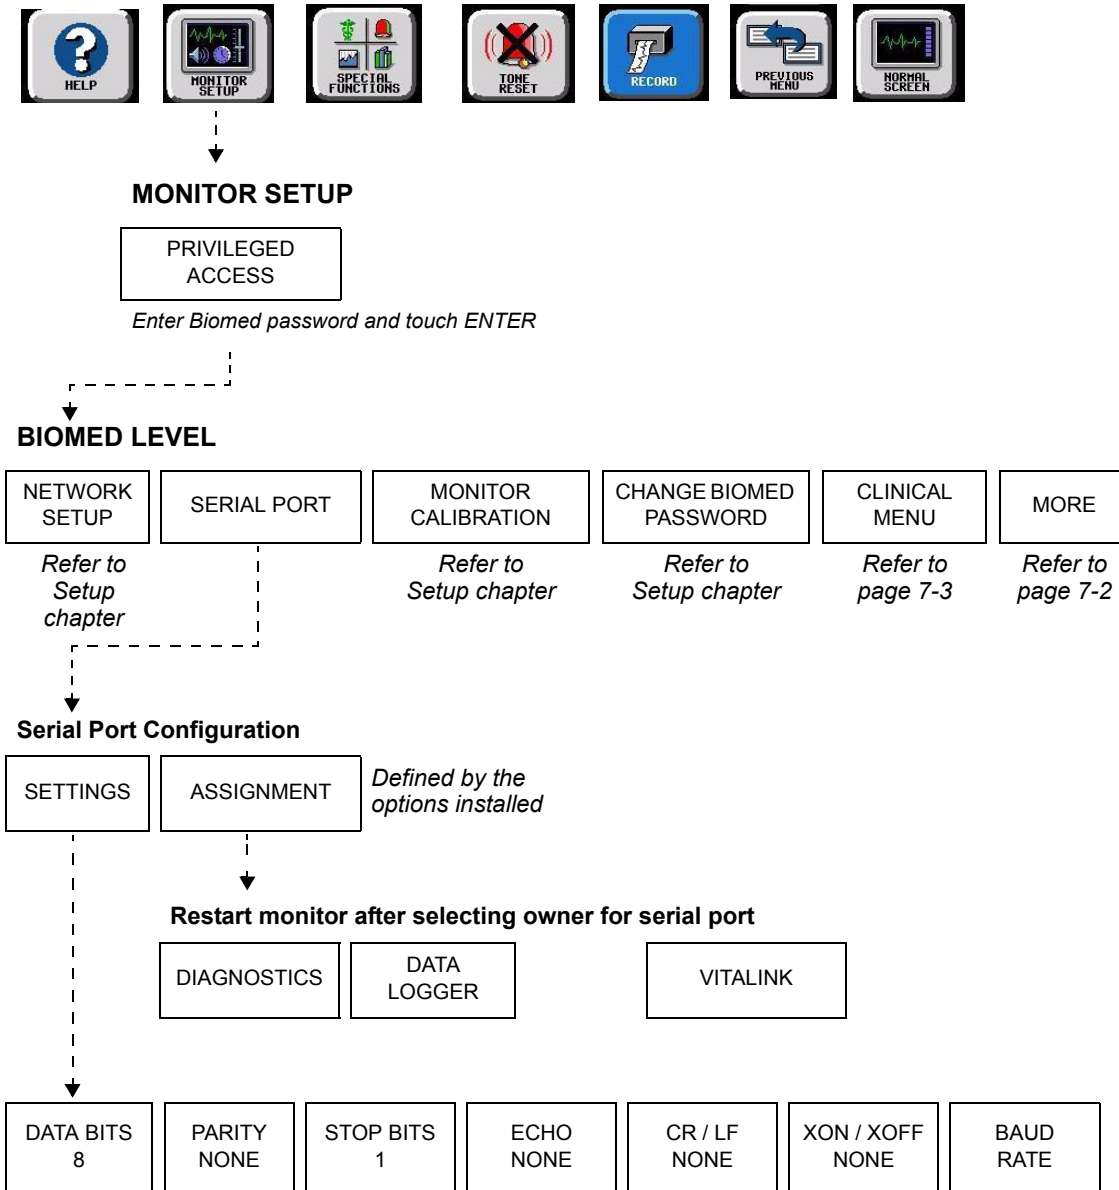 HELP
MONITOR
SETUP
SPECIAL
FUNCTIONS
TONE
RESET
RECORD
PREVIOUS
MENU
NORMAL
SCREEN
MONITOR SETUP
PRIVILEGED
ACCESS
Enter Biomed password and touch ENTER
BIOMED LEVEL
NETWORK
SETUP
SERIAL PORT
MONITOR
CALIBRATION
CHANGE BIOMED
PASSWORD
CLINICAL
MENU
MORE
Refer to
Setup
chapter
Refer to
Setup chapter
Refer to
Setup chapter
Refer to
page 7-3
Refer to
page 7-2
Serial Port Configuration
SETTINGS
ASSIGNMENT
Defined by the
options installed
Restart monitor after selecting owner for serial port
DIAGNOSTICS
DATA
LOGGER
VITALINK
DATA BITS
8
PARITY
NONE
STOP BITS
1
ECHO
NONE
CR / LF
NONE
XON / XOFF
NONE
BAUD
RATE